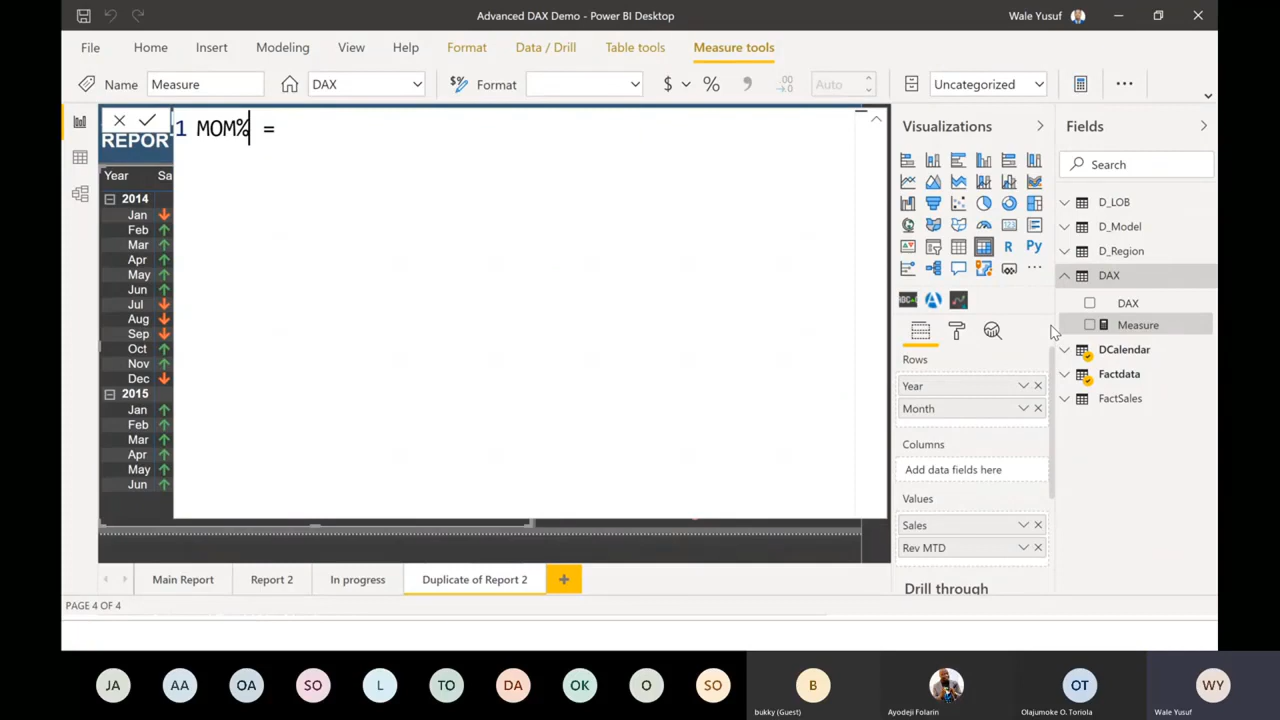 Advanced DAX Demo - Power BI Desktop
Wale Yusuf
File
Home
Insert
Modeling
View
Help
Format
Data / Drill
Table tools
Measure tools
Name
Measure
DAX
Format
$
%
Auto
Uncategorized
1 MOM% =
REPOR
Year Sa
2014
Jan
Feb
Mar
Apr
May
Jun
Jul
Aug
Sep
Oct
Nov
Dec
2015
Jan
Feb
Mar
Apr
May
Jun
Visualizations
R
Py
Rows
Year
Month
Columns
Add data fields here
Values
Sales
Rev MTD
Drill through
Fields
Search
D_LOB
D_Model
D_Region
DAX
DAX
Measure
DCalendar
Factdata
FactSales
Main Report
Report 2
In progress
Duplicate of Report 2
PAGE 4 OF 4
JA
AA
OA
SO
L
TO
DA
OK
O
SO
B
OT
WY
bukky (Guest)
Ayodeji Folarin
Olajumoke O. Toriola
Wale Yusuf